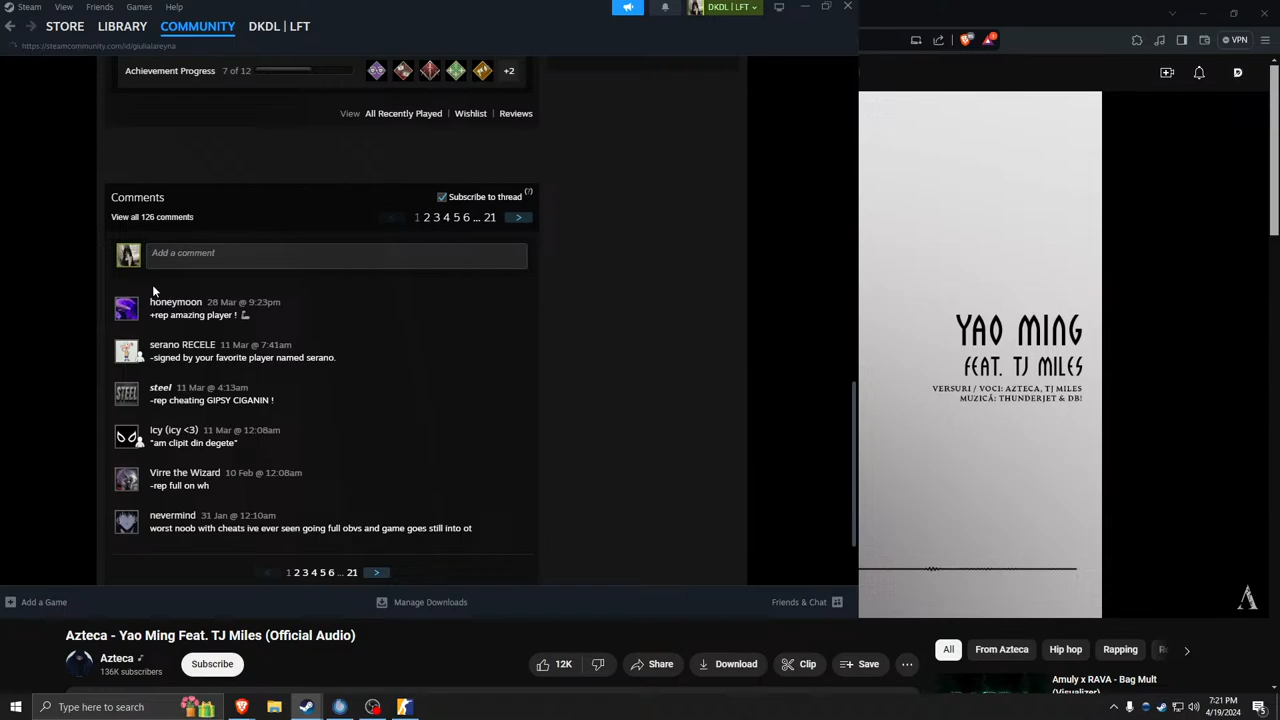 Steam View Friends Games Help
DKDL | LFT
STORE LIBRARY COMMUNITY DKDL | LFT
https://steamcommunity.com/id/giulialareyna
VPN
Achievement Progress 7 of 12
+2
View All Recently Played | Wishlist | Reviews
D
Comments
Subscribe to thread (?)
View all 126 comments
< 1 2 3 4 5 6 ... 21 >
Add a comment
honeymoon 28 Mar @ 9:23pm
+rep amazing player !
serano RECELE 11 Mar @ 7:41am
-signed by your favorite player named serano.
steel 11 Mar @ 4:13am
-rep cheating GIPSY CIGANIN !
Icy (icy <3) 11 Mar @ 12:08am
"am clipit din degete"
Virre the Wizard 10 Feb @ 12:08am
-rep full on wh
nevermind 31 Jan @ 12:10am
worst noob with cheats ive ever seen going full obvs and game goes still into ot
< 1 2 3 4 5 6 ... 21 >
STEEL
YAO MING
FEAT. TJ MILES
VERSURI / VOCI: AZTECA, TJ MILES
MUZICĂ: THUNDERJET & DB!
Add a Game
Manage Downloads
Friends & Chat
Azteca - Yao Ming Feat. TJ Miles (Official Audio)
Azteca
136K subscribers
Subscribe
12K
Share
Download
Clip
Save
All From Azteca Hip hop Rapping
Amuly x RAVA - Bag Mult
(Visualizer)
Type here to search
7:21 PM
4/19/2024